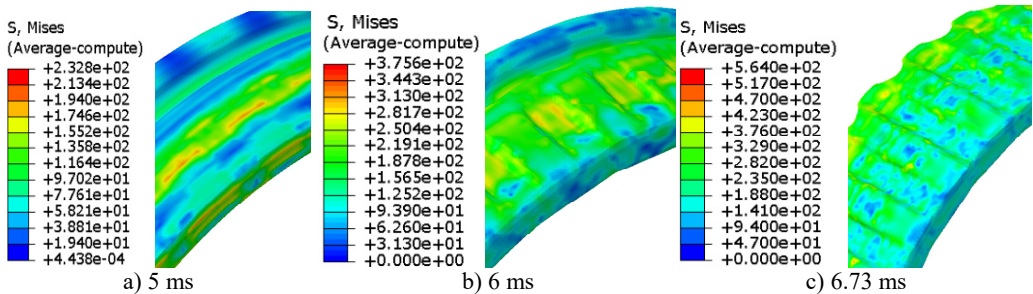 S, Mises
(Average-compute)
+2.328e+02
+2.134e+02
+1.940e+02
+1.746e+02
+1.552e+02
+1.358e+02
+1.164e+02
+9.702e+01
+7.761e+01
+5.821e+01
+3.881e+01
+1.940e+01
+4.438e-04
a) 5 ms
S, Mises
(Average-compute)
+3.756e+02
+3.443e+02
+3.130e+02
+2.817e+02
+2.504e+02
+2.191e+02
+1.878e+02
+1.565e+02
+1.252e+02
+9.390e+01
+6.260e+01
+3.130e+01
+0.000e+00
b) 6 ms
S, Mises
(Average-compute)
+5.640e+02
+5.170e+02
+4.700e+02
+4.230e+02
+3.760e+02
+3.290e+02
+2.820e+02
+2.350e+02
+1.880e+02
+1.410e+02
+9.400e+01
+4.700e+01
+0.000e+00
c) 6.73 ms